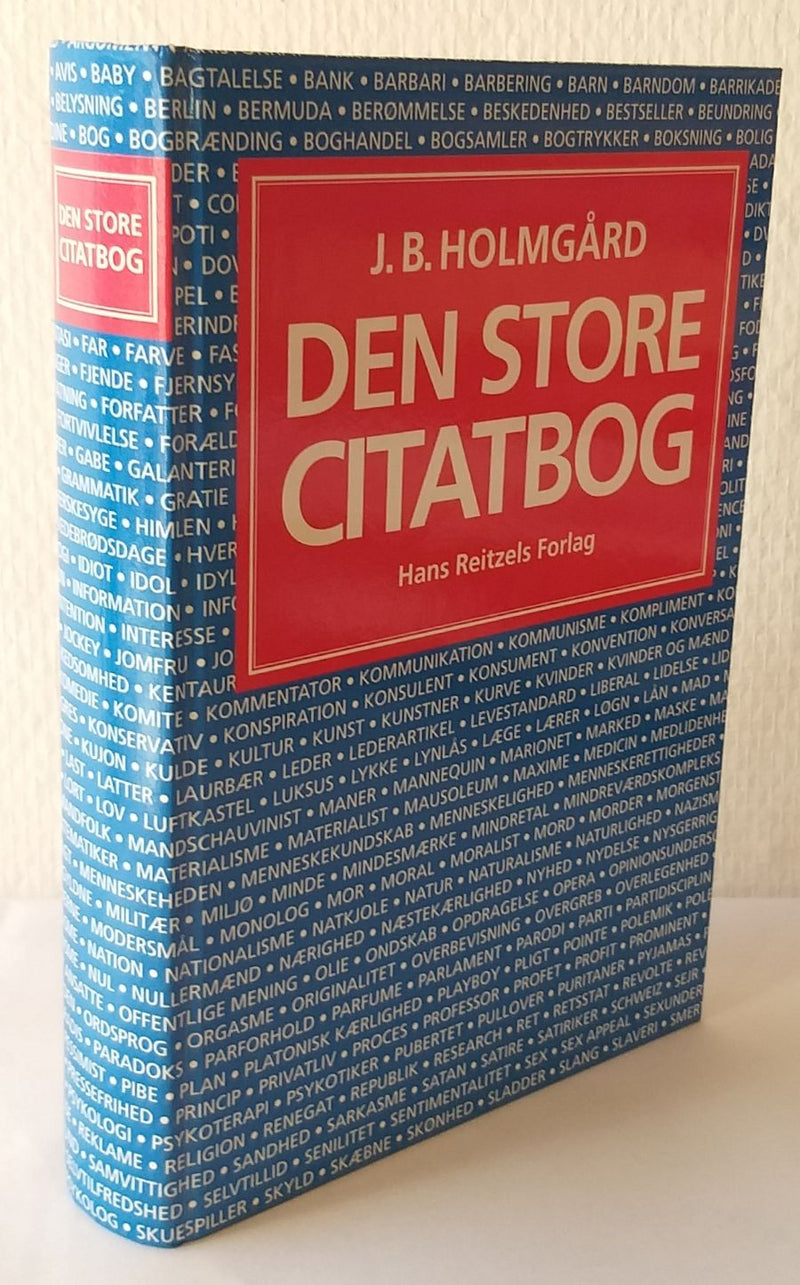 AVIS • BABY • BAGTALELSE • BANK • BARBARI • BARBERING • BARN • BARNDOM • BARRIKADE
BELYSNING • BERLIN • BERMUDA • BERØMMELSE • BESKEDENHED • BESTSELLER • BEUNDRING
• BOG • BOGBRÆNDING • BOGHANDEL • BOGSAMLER • BOGTRYKKER • BOKSNING • BOLIG
DEN STORE
CITATBOG
J. B. HOLMGÅRD
DEN STORE
CITATBOG
Hans Reitzels Forlag
• FAR • FARVE •
• FJENDE •
• FORFATTER •
FORTVIVLELSE •
• GABE •
• GRAMMATIK • GRATIE
• HIMLEN •
HVEDEBRØDSDAGE •
• IDIOT • IDOL •
• INFORMATION •
• INTERESSE •
• JOCKEY • JOMFRU •
• KENTAUR
• KOMITE • KOMMENTATOR • KOMMUNIKATION • KOMMUNISME • KOMPLIMENT •
• KONSERVATIV • KONSPIRATION • KONSULENT • KONSUMENT • KONVENTION •
• KUJON • KULDE • KULTUR • KUNST • KUNSTNER • KURVE • KVINDER • KVINDER OG MÆND
• LAST • LATTER • LAURBÆR • LEDER • LEDERARTIKEL • LEVESTANDARD • LIBERAL • LIDELSE •
• LORT • LOV • LUFTKASTEL • LUKSUS • LYKKE • LYNLÅS • LÆGE • LÆRER • LØGN • LÅN • MAD •
MANDFOLK • MANDSCHAUVINIST • MANER • MANNEQUIN • MARIONET • MARKED • MASKE •
• MATERIALISME • MATERIALIST • MAUSOLEUM • MAXIME • MEDICIN • MEDLIDENHED
• MENNESKEHEDEN • MENNESKEKUNDSKAB • MENNESKELIGHED • MENNESKERETTIGHEDER •
• MILITÆR • MILJØ • MINDE • MINDESMÆRKE • MINDRETAL • MINDREVÆRDSKOMPLEKS
• MODERSMÅL • MONOLOG • MOR • MORAL • MORALIST • MORD • MORDER •
• NATION • NATIONALISME • NATKJOLE • NATUR • NATURALISME • NATURLIGHED •
• NUL • NULLERMÆND • NÆRIGHED • NÆSTEKÆRLIGHED • NYHED • NYDELSE •
• OFFENTLIGE MENING • OLIE • ONDSKAB • OPDRAGELSE • OPERA •
• ORDSPROG • ORGASME • ORIGINALITET • OVERBEVISNING • OVERGREB • OVERLEGENHED
• PARADOKS • PARFORHOLD • PARFUME • PARLAMENT • PARODI • PARTI • PARTIDISCIPLIN
• PIBE • PLAN • PLATONISK KÆRLIGHED • PLAYBOY • PLIGT • POINTE • POLEMIK •
PRESSEFRIHED • PRINCIP • PRIVATLIV • PROCES • PROFESSOR • PROFET • PROFIT • PROMINENT •
• PSYKOLOGI • PSYKOTERAPI • PSYKOTIKER • PUBERTET • PULLOVER • PURITANER • PYJAMAS •
• REKLAME • RELIGION • RENEGAT • REPUBLIK • RESEARCH • RET • RETSSTAT • REVOLTE •
• SAMVITTIGHED • SANDHED • SARKASME • SATAN • SATIRE • SATIRIKER • SCHWEIZ • SEJR
SELVTILFREDSHED • SELVTILLID • SENILITET • SENTIMENTALITET • SEX • SEX APPEAL •
• SKUESPILLER • SKYLD • SKÆBNE • SKØNHED • SLADDER • SLANG • SLAVERI •